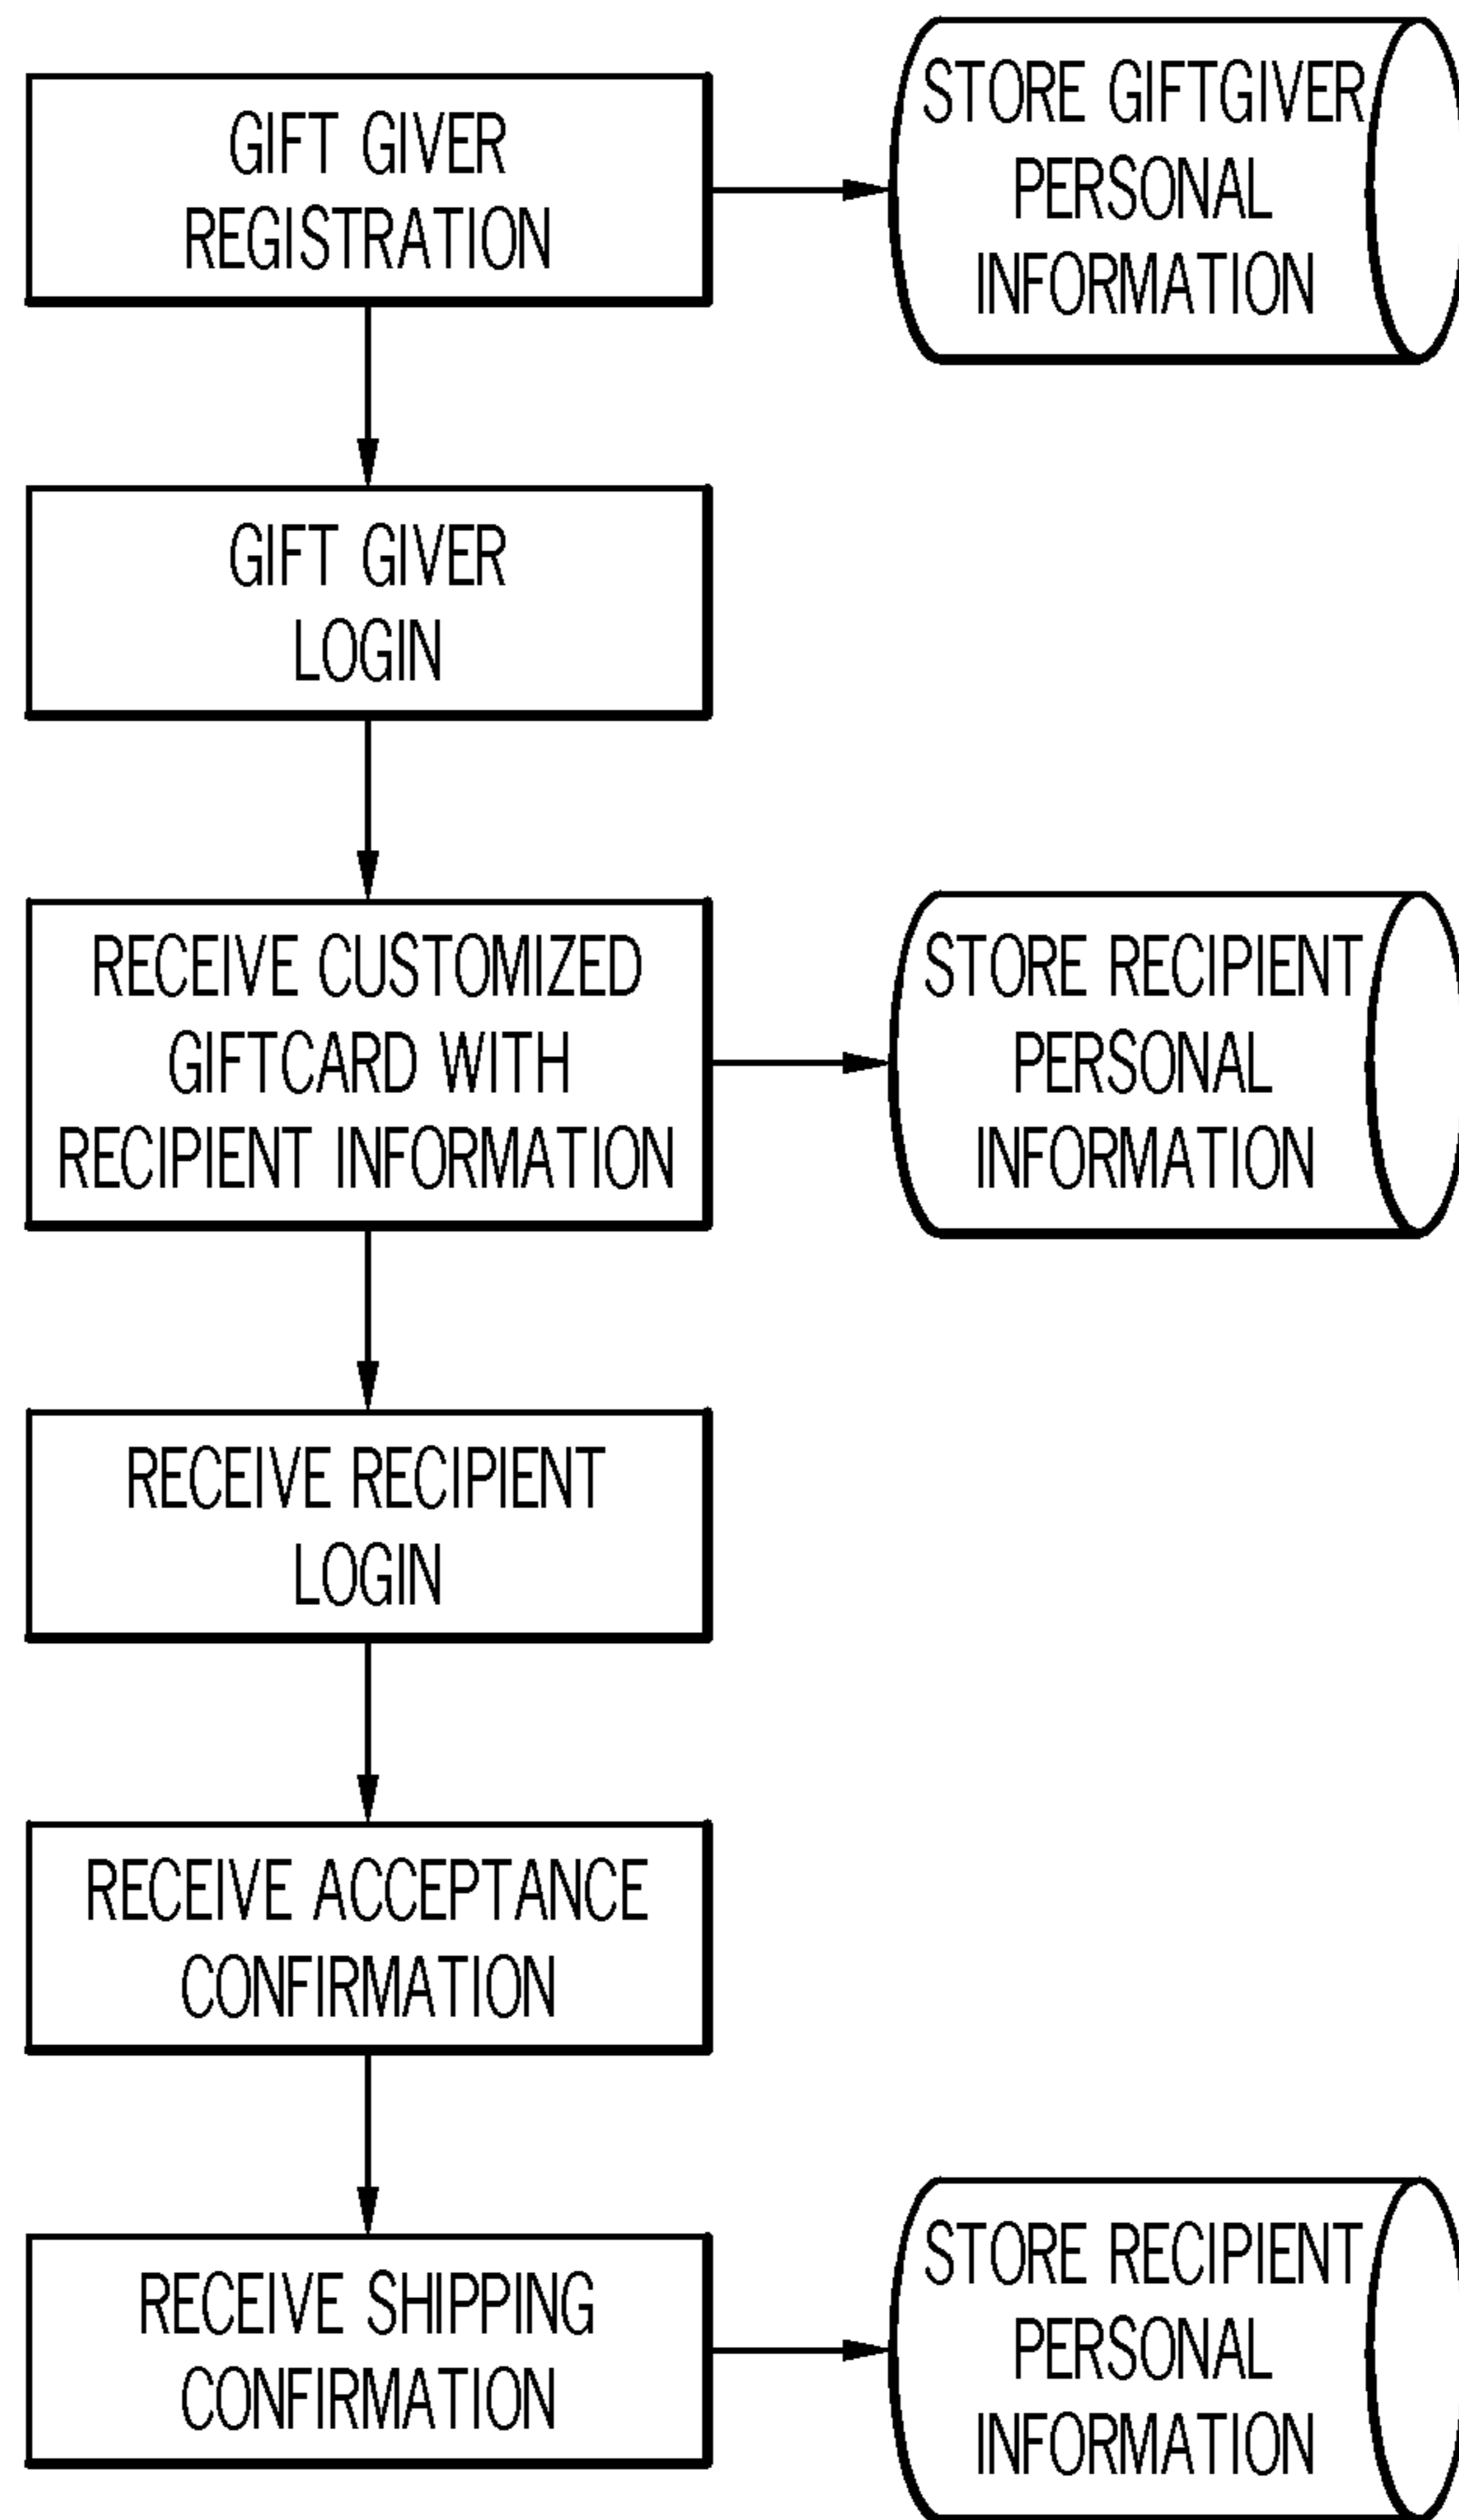 GIFT GIVER
REGISTRATION
STORE GIFTGIVER
PERSONAL
INFORMATION
GIFT GIVER
LOGIN
RECEIVE CUSTOMIZED
GIFTCARD WITH
RECIPIENT INFORMATION
STORE RECIPIENT
PERSONAL
INFORMATION
RECEIVE RECIPIENT
LOGIN
RECEIVE ACCEPTANCE
CONFIRMATION
RECEIVE SHIPPING
CONFIRMATION
STORE RECIPIENT
PERSONAL
INFORMATION